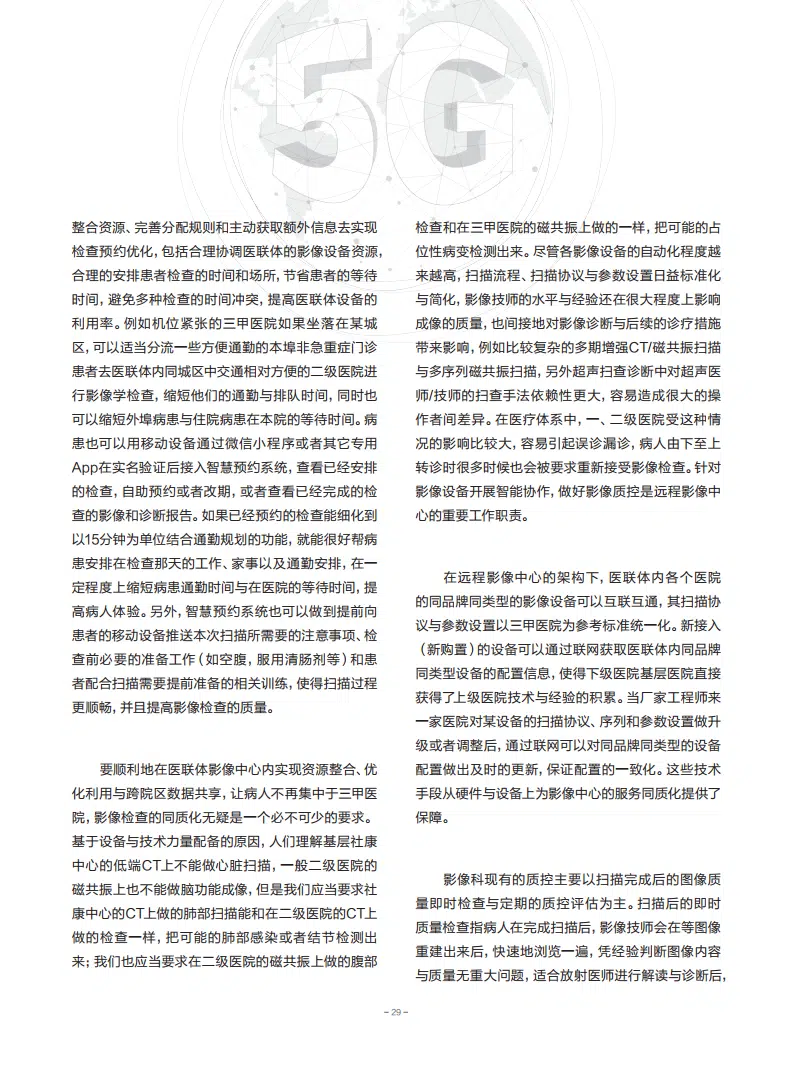 5G
整合资源、完善分配规则和主动获取额外信息去实现
检查预约优化，包括合理协调医联体的影像设备资源，
合理的安排患者检查的时间和场所，节省患者的等待
时间，避免多种检查的时间冲突，提高医联体设备的
利用率。例如机位紧张的三甲医院如果坐落在某城
区，可以适当分流一些方便通勤的本埠非急重症门诊
患者去医联体内同城区中交通相对方便的二级医院进
行影像学检查，缩短他们的通勤与排队时间，同时也
可以缩短外埠病患与住院病患在本院的等待时间。病
患也可以用移动设备通过微信小程序或者其它专用
App在实名验证后接入智慧预约系统，查看已经安排
的检查，自助预约或者改期，或者查看已经完成的检
查的影像和诊断报告。如果已经预约的检查能细化到
以15分钟为单位结合通勤规划的功能，就能很好帮病
患安排在检查那天的工作、家事以及通勤安排，在一
定程度上缩短病患通勤时间与在医院的等待时间，提
高病人体验。另外，智慧预约系统也可以做到提前向
患者的移动设备推送本次扫描所需要的注意事项、检
查前必要的准备工作（如空腹，服用清肠剂等）和患
者配合扫描需要提前准备的相关训练，使得扫描过程
更顺畅，并且提高影像检查的质量。
要顺利地在医联体影像中心内实现资源整合、优
化利用与跨院区数据共享，让病人不再集中于三甲医
院，影像检查的同质化无疑是一个必不可少的要求。
基于设备与技术力量配备的原因，人们理解基层社康
中心的低端CT上不能做心脏扫描，一般二级医院的
磁共振上也不能做脑功能成像，但是我们应当要求社
康中心的CT上做的肺部扫描能和在二级医院的CT上
做的检查一样，把可能的肺部感染或者结节检测出
来；我们也应当要求在二级医院的磁共振上做的腹部
检查和在三甲医院的磁共振上做的一样，把可能的占
位性病变检测出来。尽管各影像设备的自动化程度越
来越高，扫描流程、扫描协议与参数设置日益标准化
与简化，影像技师的水平与经验还在很大程度上影响
成像的质量，也间接地对影像诊断与后续的诊疗措施
带来影响，例如比较复杂的多期增强CT/磁共振扫描
与多序列磁共振扫描，另外超声扫查诊断中对超声医
师/技师的扫查手法依赖性更大，容易造成很大的操
作者间差异。在医疗体系中，一、二级医院受这种情
况的影响比较大，容易引起误诊漏诊，病人由下至上
转诊时很多时候也会被要求重新接受影像检查。针对
影像设备开展智能协作，做好影像质控是远程影像中
心的重要工作职责。
在远程影像中心的架构下，医联体内各个医院
的同品牌同类型的影像设备可以互联互通，其扫描协
议与参数设置以三甲医院为参考标准统一化。新接入
（新购置）的设备可以通过联网获取医联体内同品牌
同类型设备的配置信息，使得下级医院基层医院直接
获得了上级医院技术与经验的积累。当厂家工程师来
一家医院对某设备的扫描协议、序列和参数设置做升
级或者调整后，通过联网可以对同品牌同类型的设备
配置做出及时的更新，保证配置的一致化。这些技术
手段从硬件与设备上为影像中心的服务同质化提供了
保障。
影像科现有的质控主要以扫描完成后的图像质
量即时检查与定期的质控评估为主。扫描后的即时
质量检查指病人在完成扫描后，影像技师会在等图像
重建出来后，快速地浏览一遍，凭经验判断图像内容
与质量无重大问题，适合放射医师进行解读与诊断后，
- 29 -